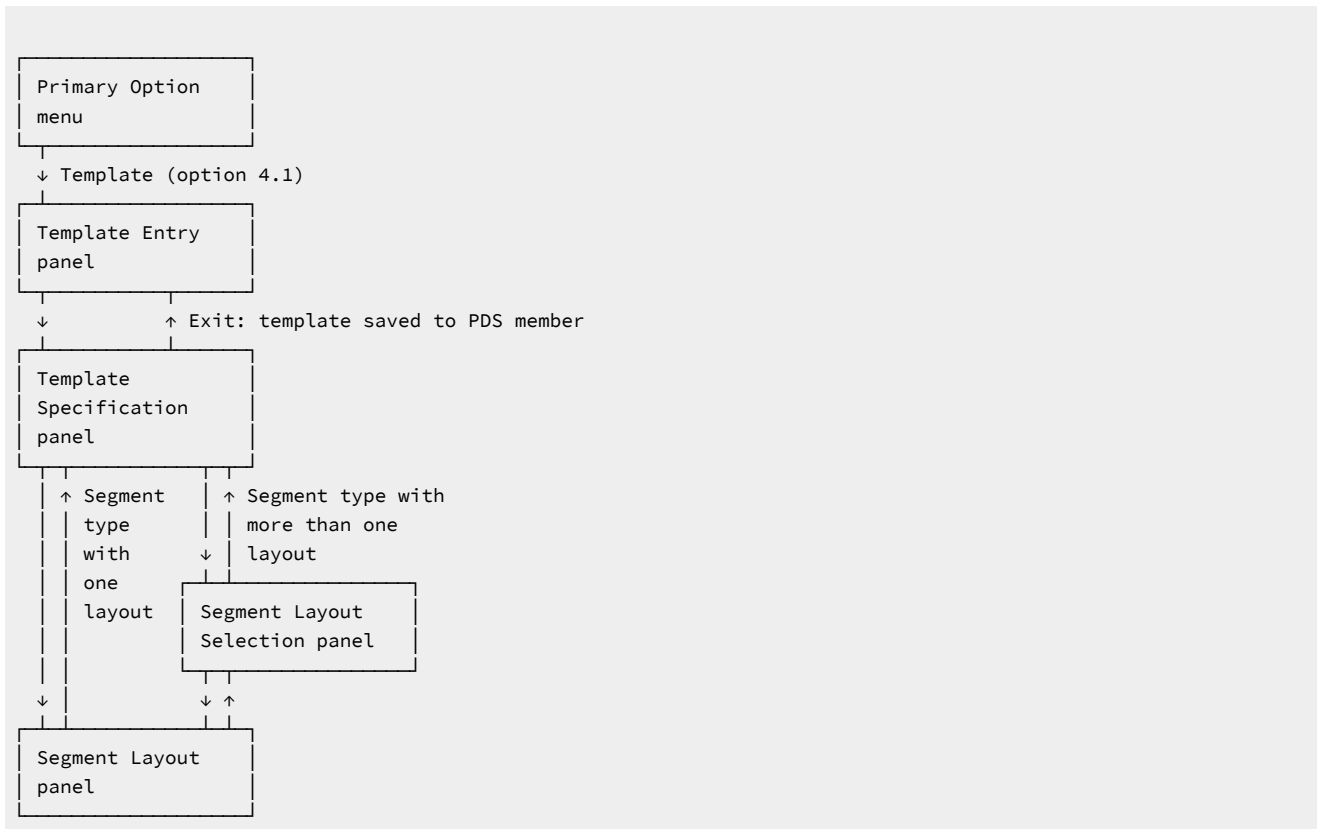 Primary Option
menu
↓ Template (option 4.1)
Template Entry
panel
↓ ↑ Exit: template saved to PDS member
Template
Specification
panel
↑ Segment
type
with
one
layout
↑ Segment type with
more than one
↓ layout
Segment Layout
Selection panel
↓ ↓ ↑
Segment Layout
panel